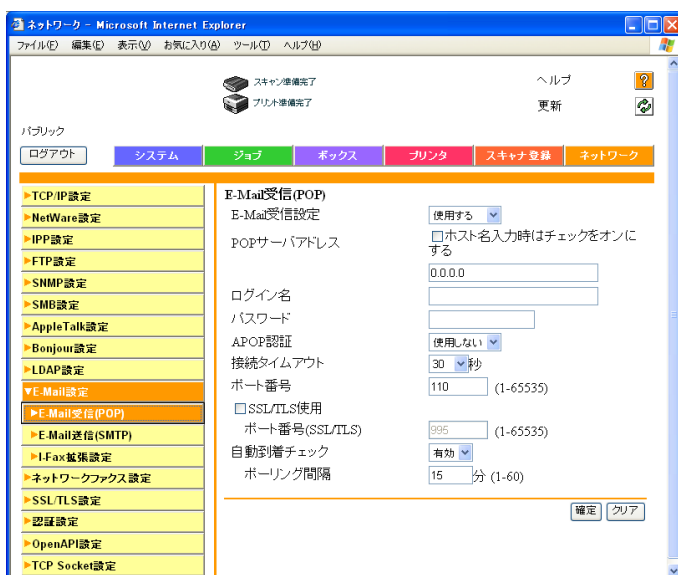 ネットワーク - Microsoft Internet Explorer
ファイル(F) 編集(E) 表示(V) お気に入り(A) ツール(T) ヘルプ(H)
スキャン準備完了
プリント準備完了
ヘルプ ?
更新
パブリック
ログアウト システム ジョブ ボックス プリンタ スキャナ登録 ネットワーク
TCP/IP設定
NetWare設定
IPP設定
FTP設定
SNMP設定
SMB設定
AppleTalk設定
Bonjour設定
LDAP設定
E-Mail設定
E-Mail受信(POP)
E-Mail送信(SMTP)
I-Fax拡張設定
ネットワークファクス設定
SSL/TLS設定
認証設定
OpenAPI設定
TCP Socket設定
E-Mail受信(POP)
E-Mail受信設定 使用する
POPサーバアドレス ホスト名入力時はチェックをオンに
する
0.0.0.0
ログイン名
パスワード
APOP認証 使用しない
接続タイムアウト 30 秒
ポート番号 110 (1-65535)
SSL/TLS使用
ポート番号(SSL/TLS) 995 (1-65535)
自動到着チェック 有効
ポーリング間隔 15 分 (1-60)
確定 クリア